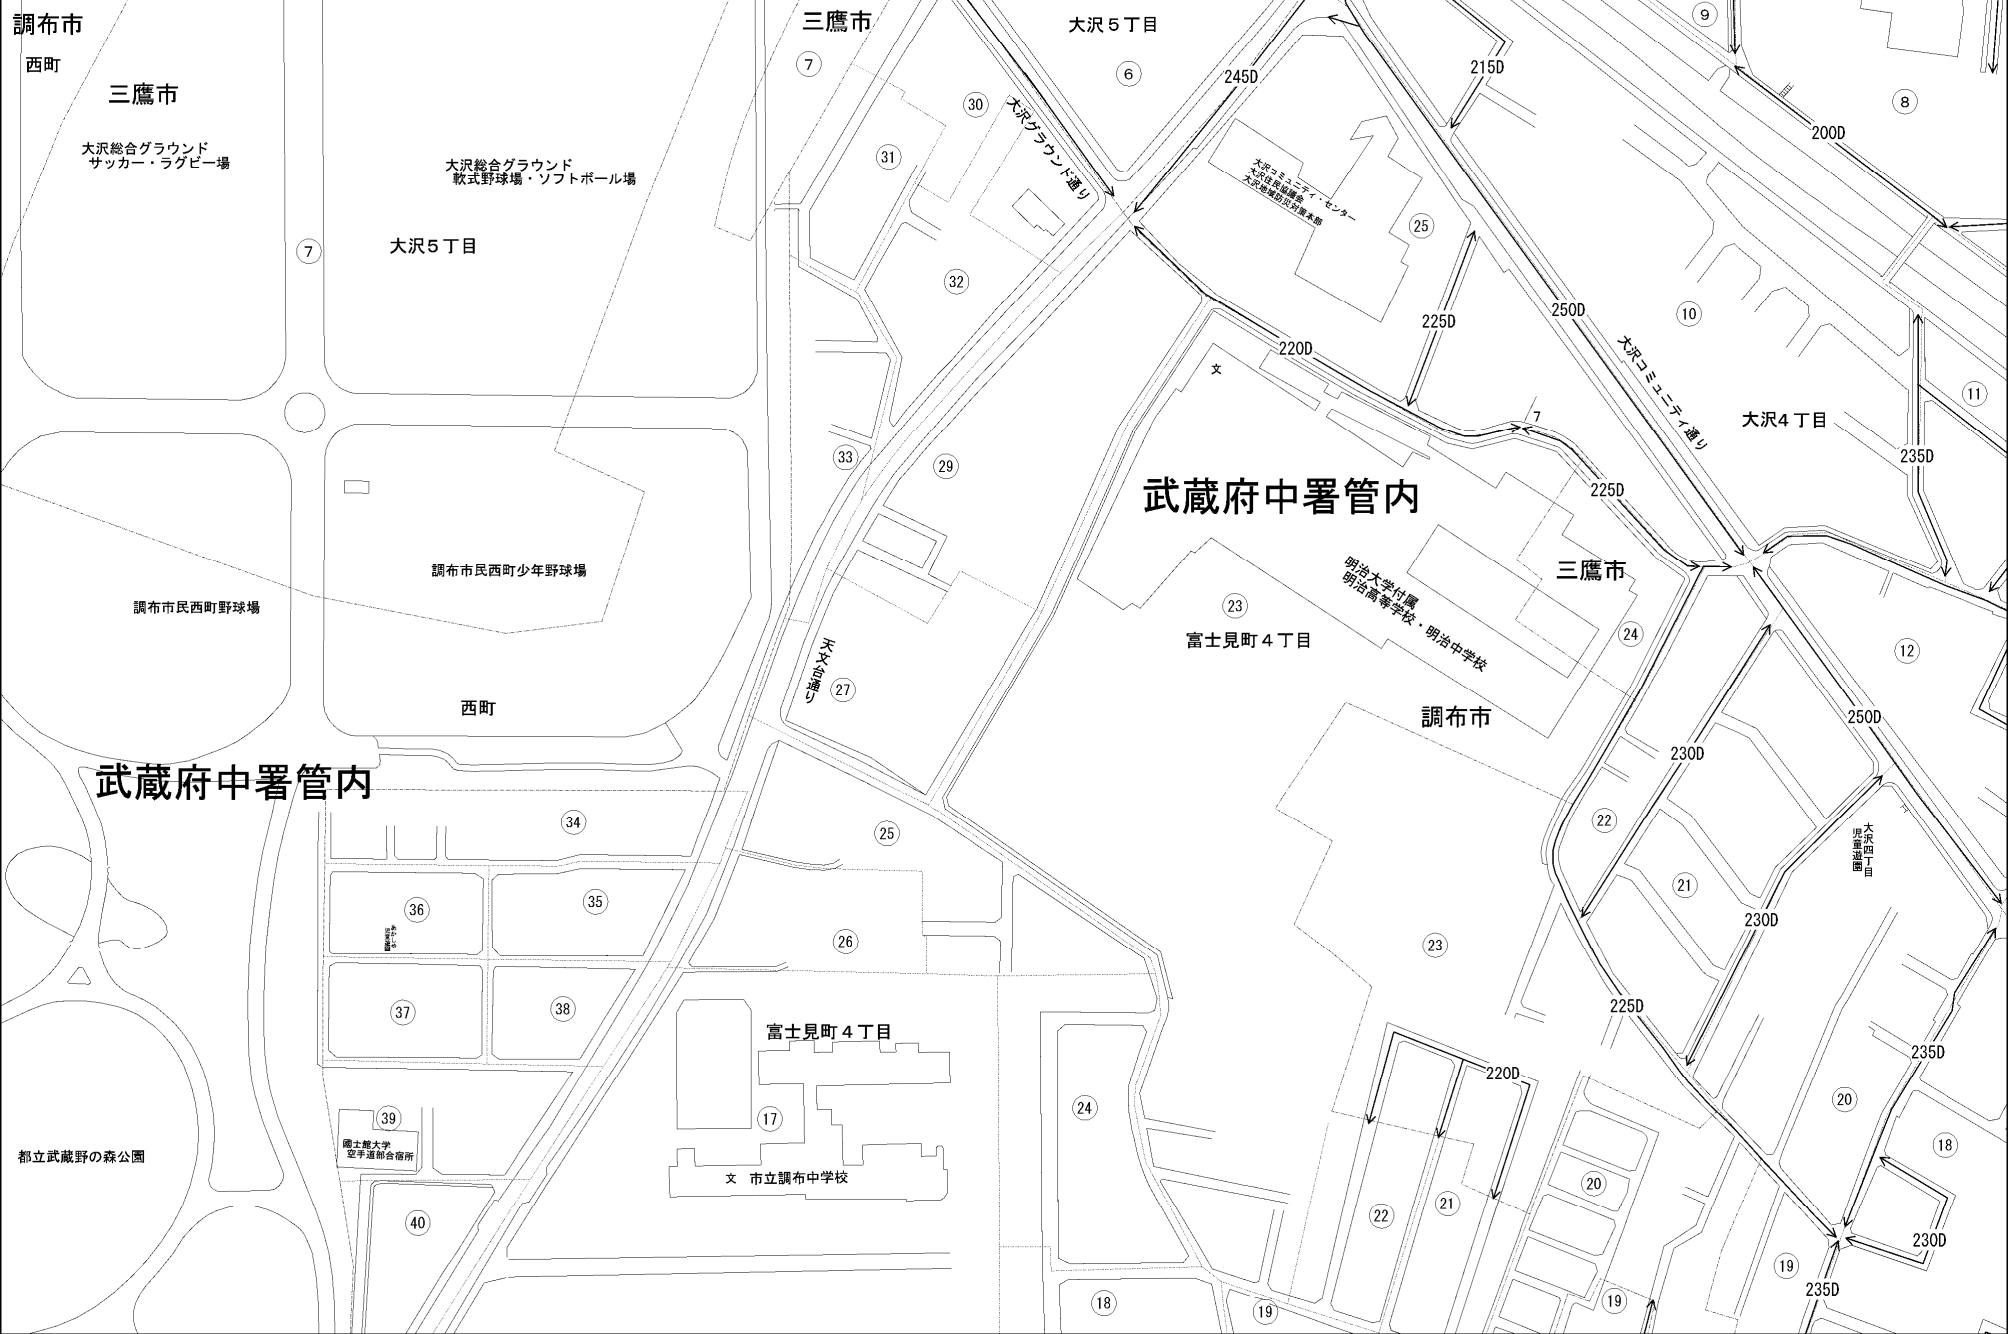 調布市
西町
三鷹市
大沢総合グラウンド
サッカー・ラグビー場
⑦
大沢総合グラウンド
軟式野球場・ソフトボール場
大沢５丁目
三鷹市
⑦
大沢５丁目
⑥
㉚
㉛
大沢グラウンド通り
㉜
245D
215D
大沢コミュニティ・センター
大沢住民協議会
大沢地域防災対策本部
㉕
225D
220D
250D
⑨
⑧
200D
⑩
大沢コミュニティ通り
大沢４丁目
⑪
235D
文
7
225D
武蔵府中署管内
三鷹市
明治大学付属
明治高等学校・明治中学校
㉓
富士見町４丁目
㉔
調布市
㉝
㉙
天文台通り
㉗
調布市民西町少年野球場
調布市民西町野球場
西町
武蔵府中署管内
⑫
250D
230D
㉒
㉑
大沢四丁目
児童遊園
230D
㉓
225D
235D
⑳
⑱
230D
⑲
235D
㉞
㉕
㊱
㉟
㉖
㊲
㊳
富士見町４丁目
⑰
㊴
國士館大学
空手道部合宿所
文 市立調布中学校
㊵
都立武蔵野の森公園
㉔
220D
㉒
㉑
⑳
⑱
⑲
⑲